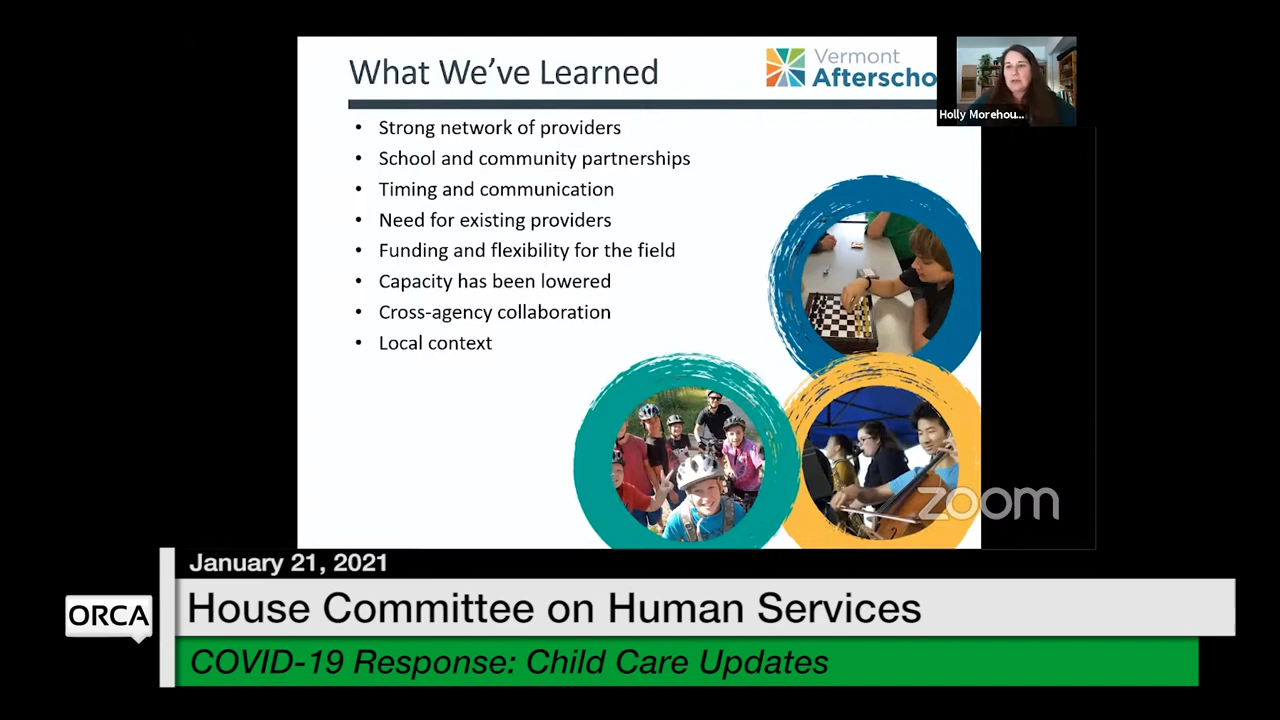 What We've Learned
Vermont
Afterscho
Holly Morehou...
• Strong network of providers
• School and community partnerships
• Timing and communication
• Need for existing providers
• Funding and flexibility for the field
• Capacity has been lowered
• Cross-agency collaboration
• Local context
zoom
January 21, 2021
ORCA
House Committee on Human Services
COVID-19 Response: Child Care Updates